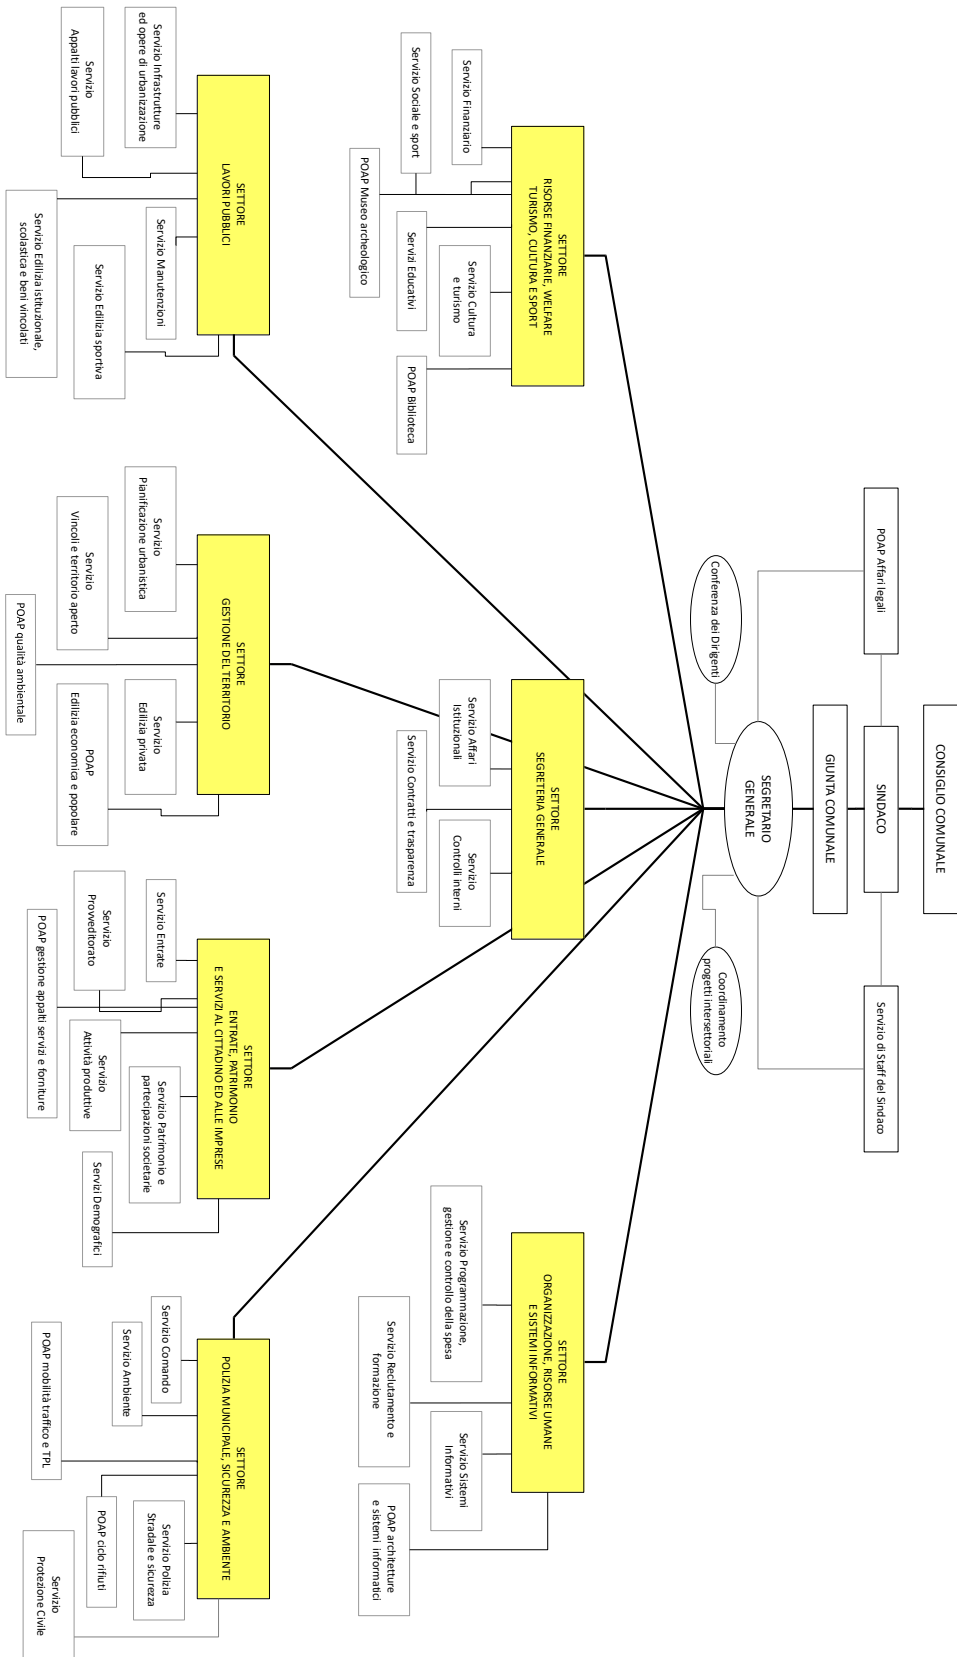 CONSIGLIO COMUNALE
POAP Affari legali
SINDACO
Servizio di Staff del Sindaco
GIUNTA COMUNALE
SEGRETARIO
GENERALE
Conferenza dei Dirigenti
Coordinamento
progetti intersettoriali
SETTORE
RISORSE FINANZIARIE, WELFARE
TURISMO, CULTURA E SPORT
Servizio Finanziario
Servizio Sociale e sport
POAP Museo archeologico
Servizi Educativi
Servizio Cultura
e turismo
POAP Biblioteca
SETTORE
SEGRETERIA GENERALE
Servizio Affari
Istituzionali
Servizio Contratti e trasparenza
Servizio
Controlli interni
SETTORE
ORGANIZZAZIONE, RISORSE UMANE
E SISTEMI INFORMATIVI
Servizio Programmazione,
gestione e controllo della spesa
Servizio Reclutamento e
formazione
Servizio Sistemi
Informativi
POAP architetture
e sistemi informatici
SETTORE
LAVORI PUBBLICI
Servizio Infrastrutture
ed opere di urbanizzazione
Servizio
Appalti lavori pubblici
Servizio Edilizia istituzionale,
scolastica e beni vincolati
Servizio Manutenzioni
Servizio Edilizia sportiva
SETTORE
GESTIONE DEL TERRITORIO
Servizio
Pianificazione urbanistica
Servizio
Vincoli e territorio aperto
POAP qualità ambientale
Servizio
Edilizia privata
POAP
Edilizia economica e popolare
SETTORE
ENTRATE, PATRIMONIO
E SERVIZI AL CITTADINO ED ALLE IMPRESE
Servizio Entrate
Servizio
Provveditorato
POAP gestione appalti servizi e forniture
Servizio
Attività produttive
Servizio Patrimonio e
partecipazioni societarie
Servizi Demografici
SETTORE
POLIZIA MUNICIPALE, SICUREZZA E AMBIENTE
Servizio Comando
Servizio Ambiente
POAP mobilità traffico e TPL
POAP ciclo rifiuti
Servizio Polizia
Stradale e sicurezza
Servizio
Protezione Civile